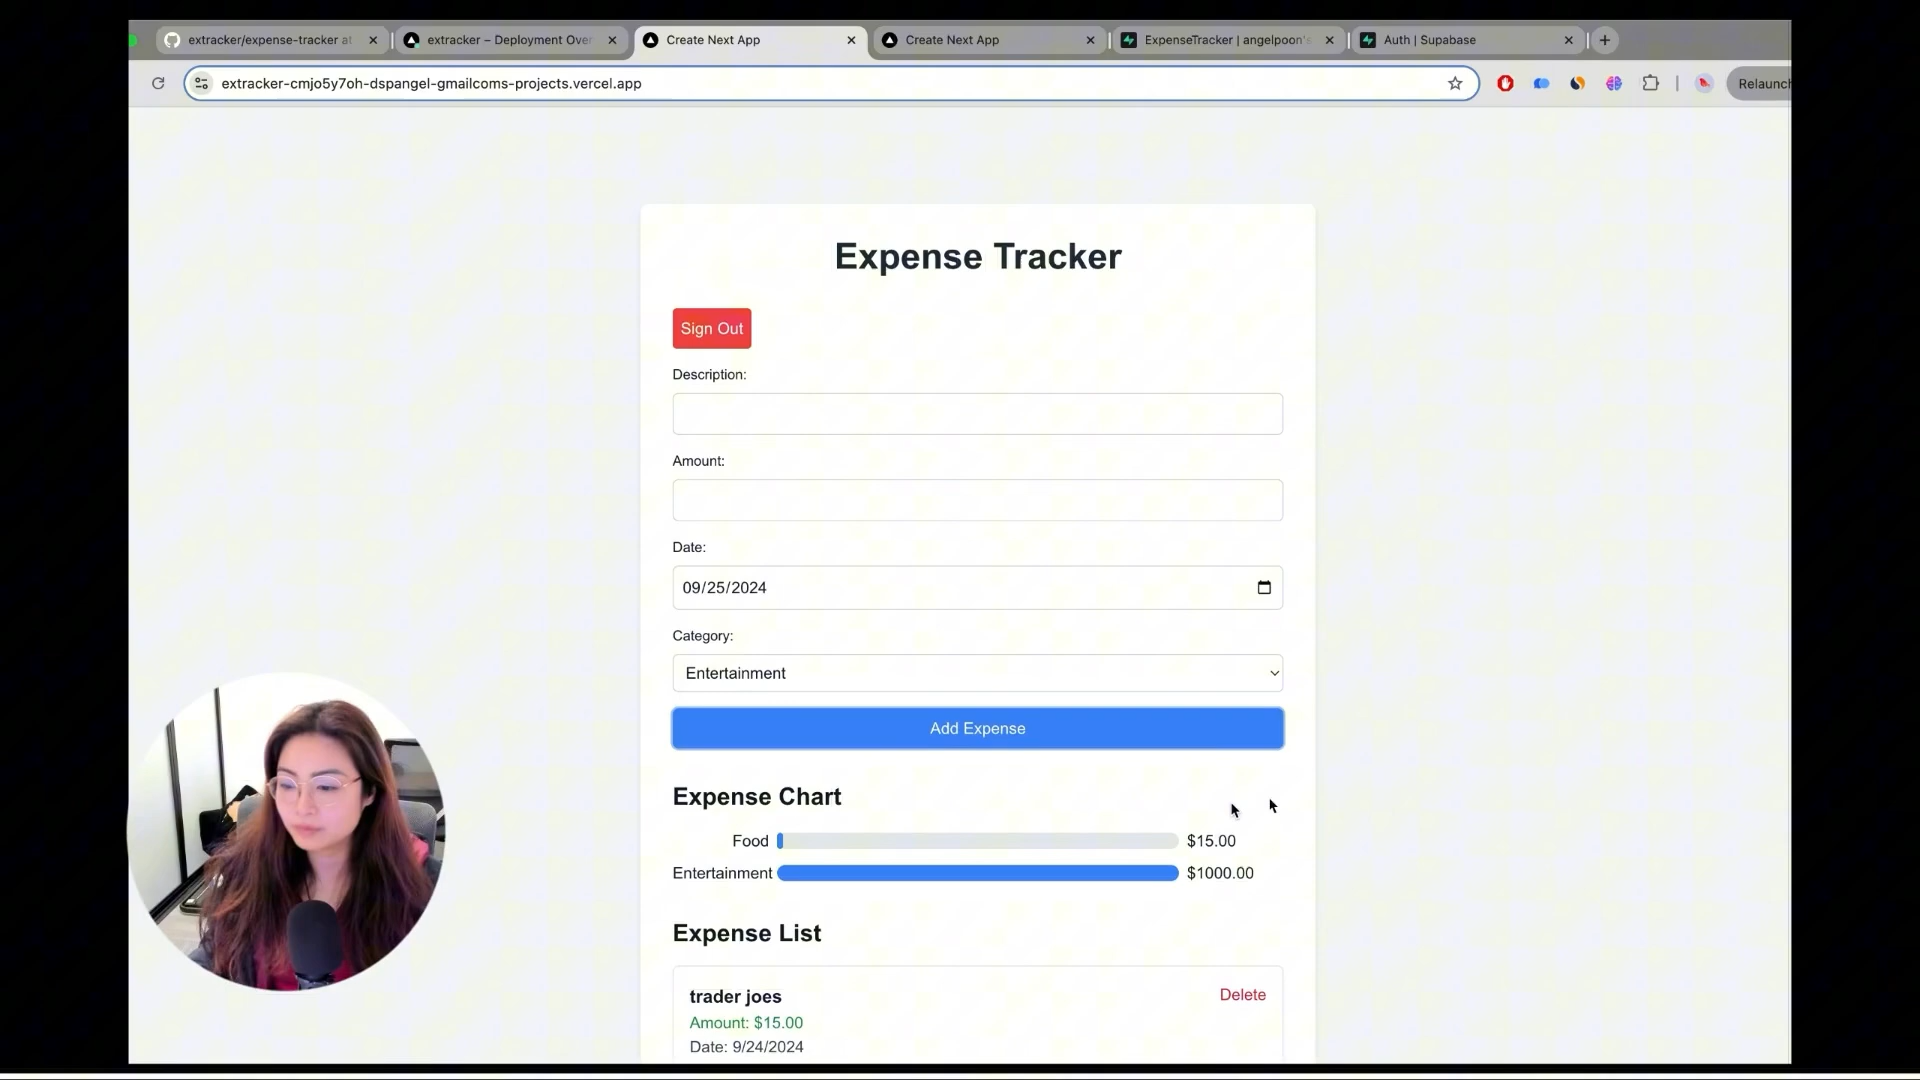 extracker/expense-tracker at
extracker – Deployment Over
Create Next App
Create Next App
ExpenseTracker | angelpoon's
Auth | Supabase
extracker-cmjo5y7oh-dspangel-gmailcoms-projects.vercel.app
Relaunch
Expense Tracker
Sign Out
Description:
Amount:
Date:
09/25/2024
Category:
Entertainment
Add Expense
Expense Chart
Food $15.00
Entertainment $1000.00
Expense List
trader joes
Delete
Amount: $15.00
Date: 9/24/2024